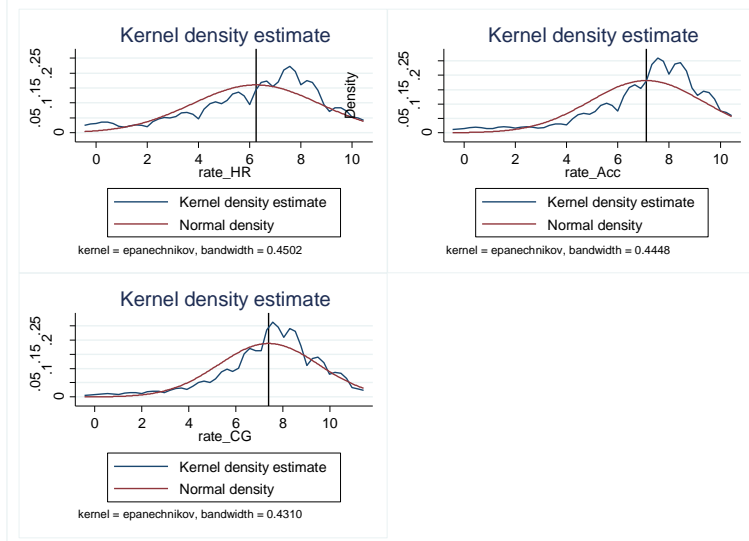 Kernel density estimate
Density
0 .05 .1 .15 .2 .25
0 2 4 6 8 10
rate_HR
Kernel density estimate
Normal density
kernel = epanechnikov, bandwidth = 0.4502
Kernel density estimate
0 .05 .1 .15 .2 .25
0 2 4 6 8 10
rate_Acc
Kernel density estimate
Normal density
kernel = epanechnikov, bandwidth = 0.4448
Kernel density estimate
0 .05 .1 .15 .2 .25
0 2 4 6 8 10
rate_CG
Kernel density estimate
Normal density
kernel = epanechnikov, bandwidth = 0.4310